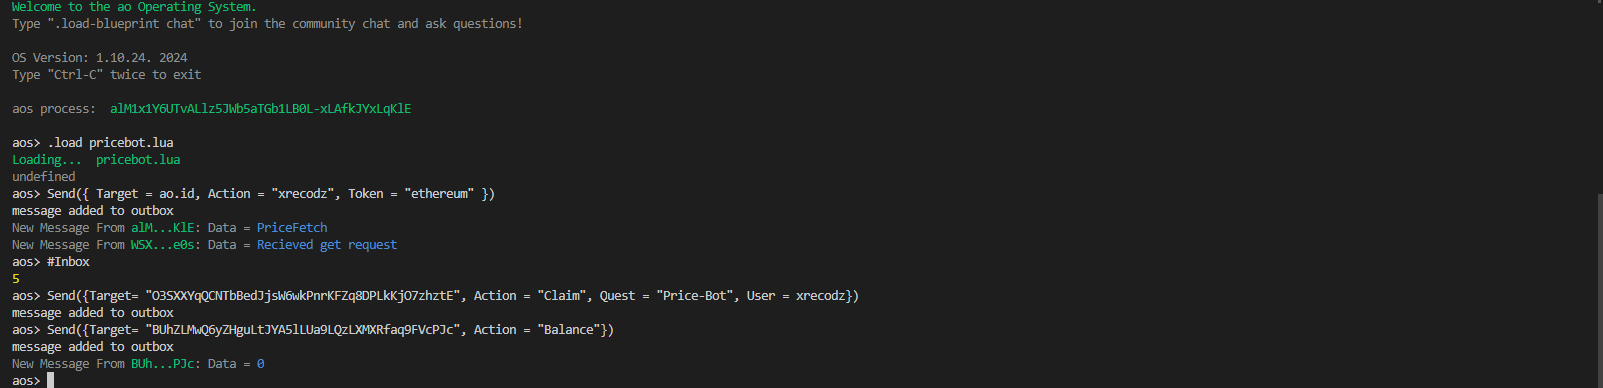 Welcome to the ao Operating System.
Type ".load-blueprint chat" to join the community chat and ask questions!
OS Version: 1.10.24. 2024
Type "Ctrl-C" twice to exit
aos process:  alM1x1Y6UTvALlz5JWb5aTGb1LB0L-xLAfkJYxLqKlE
aos> .load pricebot.lua
Loading...  pricebot.lua
undefined
aos> Send({ Target = ao.id, Action = "xrecodz", Token = "ethereum" })
message added to outbox
New Message From alM...KlE: Data = PriceFetch
New Message From WSX...e0s: Data = Recieved get request
aos> #Inbox
5
aos> Send({Target= "O3SXXYqQCNTbBedJjsW6wkPnrKFZq8DPLkKjO7zhztE", Action = "Claim", Quest = "Price-Bot", User = xrecodz})
message added to outbox
aos> Send({Target= "BUhZLMwQ6yZHguLtJYA5lLUa9LQzLXMXRfaq9FVcPJc", Action = "Balance"})
message added to outbox
New Message From BUh...PJc: Data = 0
aos>